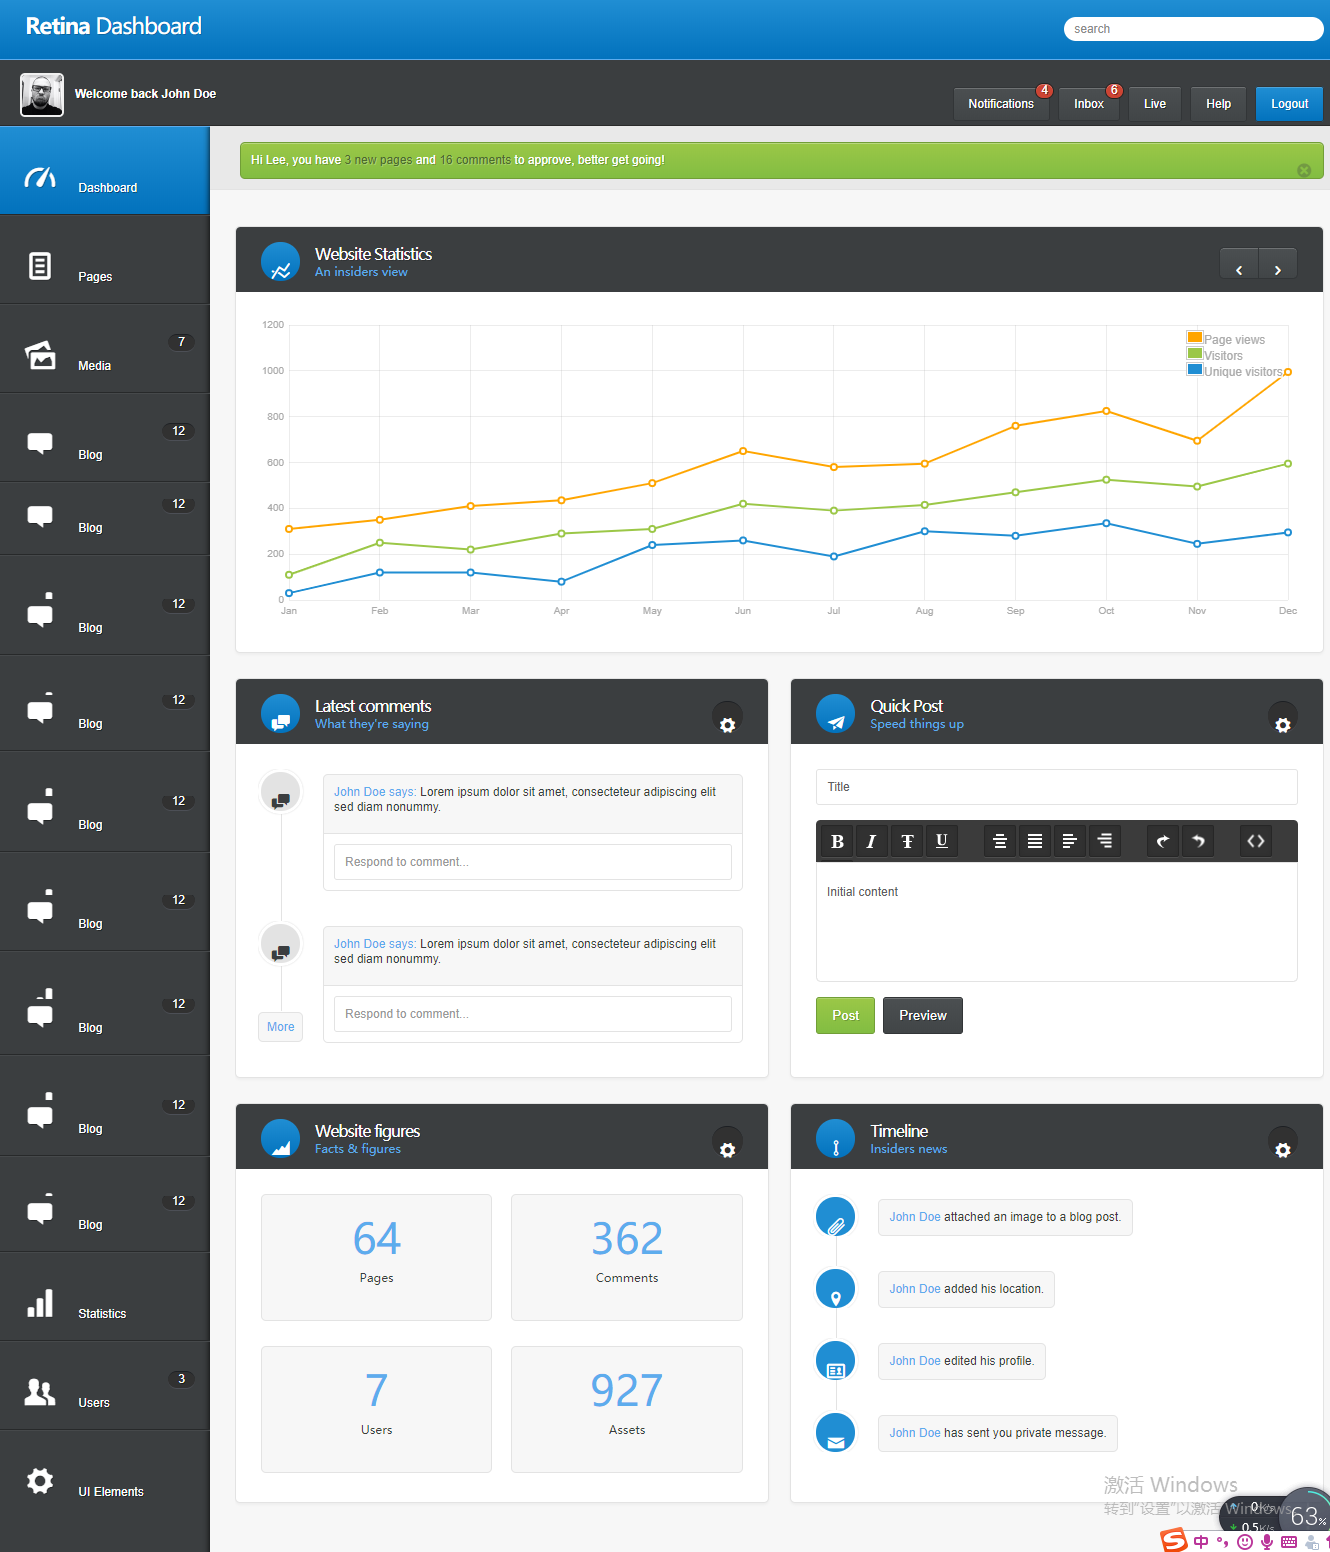 Retina Dashboard
search
Welcome back John Doe
Notifications 4
Inbox 6
Live
Help
Logout
Hi Lee, you have 3 new pages and 16 comments to approve, better get going!
Dashboard
Pages
Media 7
Blog 12
Blog 12
Blog 12
Blog 12
Blog 12
Blog 12
Blog 12
Blog 12
Blog 12
Statistics
Users 3
UI Elements
Website Statistics
An insiders view
1200
1000
800
600
400
200
0
Page views
Visitors
Unique visitors
Jan Feb Mar Apr May Jun Jul Aug Sep Oct Nov Dec
Latest comments
What they're saying
John Doe says: Lorem ipsum dolor sit amet, consecteteur adipiscing elit
sed diam nonummy.
Respond to comment...
John Doe says: Lorem ipsum dolor sit amet, consecteteur adipiscing elit
sed diam nonummy.
Respond to comment...
More
Quick Post
Speed things up
Title
B I T U
Initial content
Post
Preview
Website figures
Facts & figures
64
Pages
362
Comments
7
Users
927
Assets
Timeline
Insiders news
John Doe attached an image to a blog post.
John Doe added his location.
John Doe edited his profile.
John Doe has sent you private message.
激活 Windows
转到"设置"以激活 Windows
0K/s
0.5K/s
63%
中